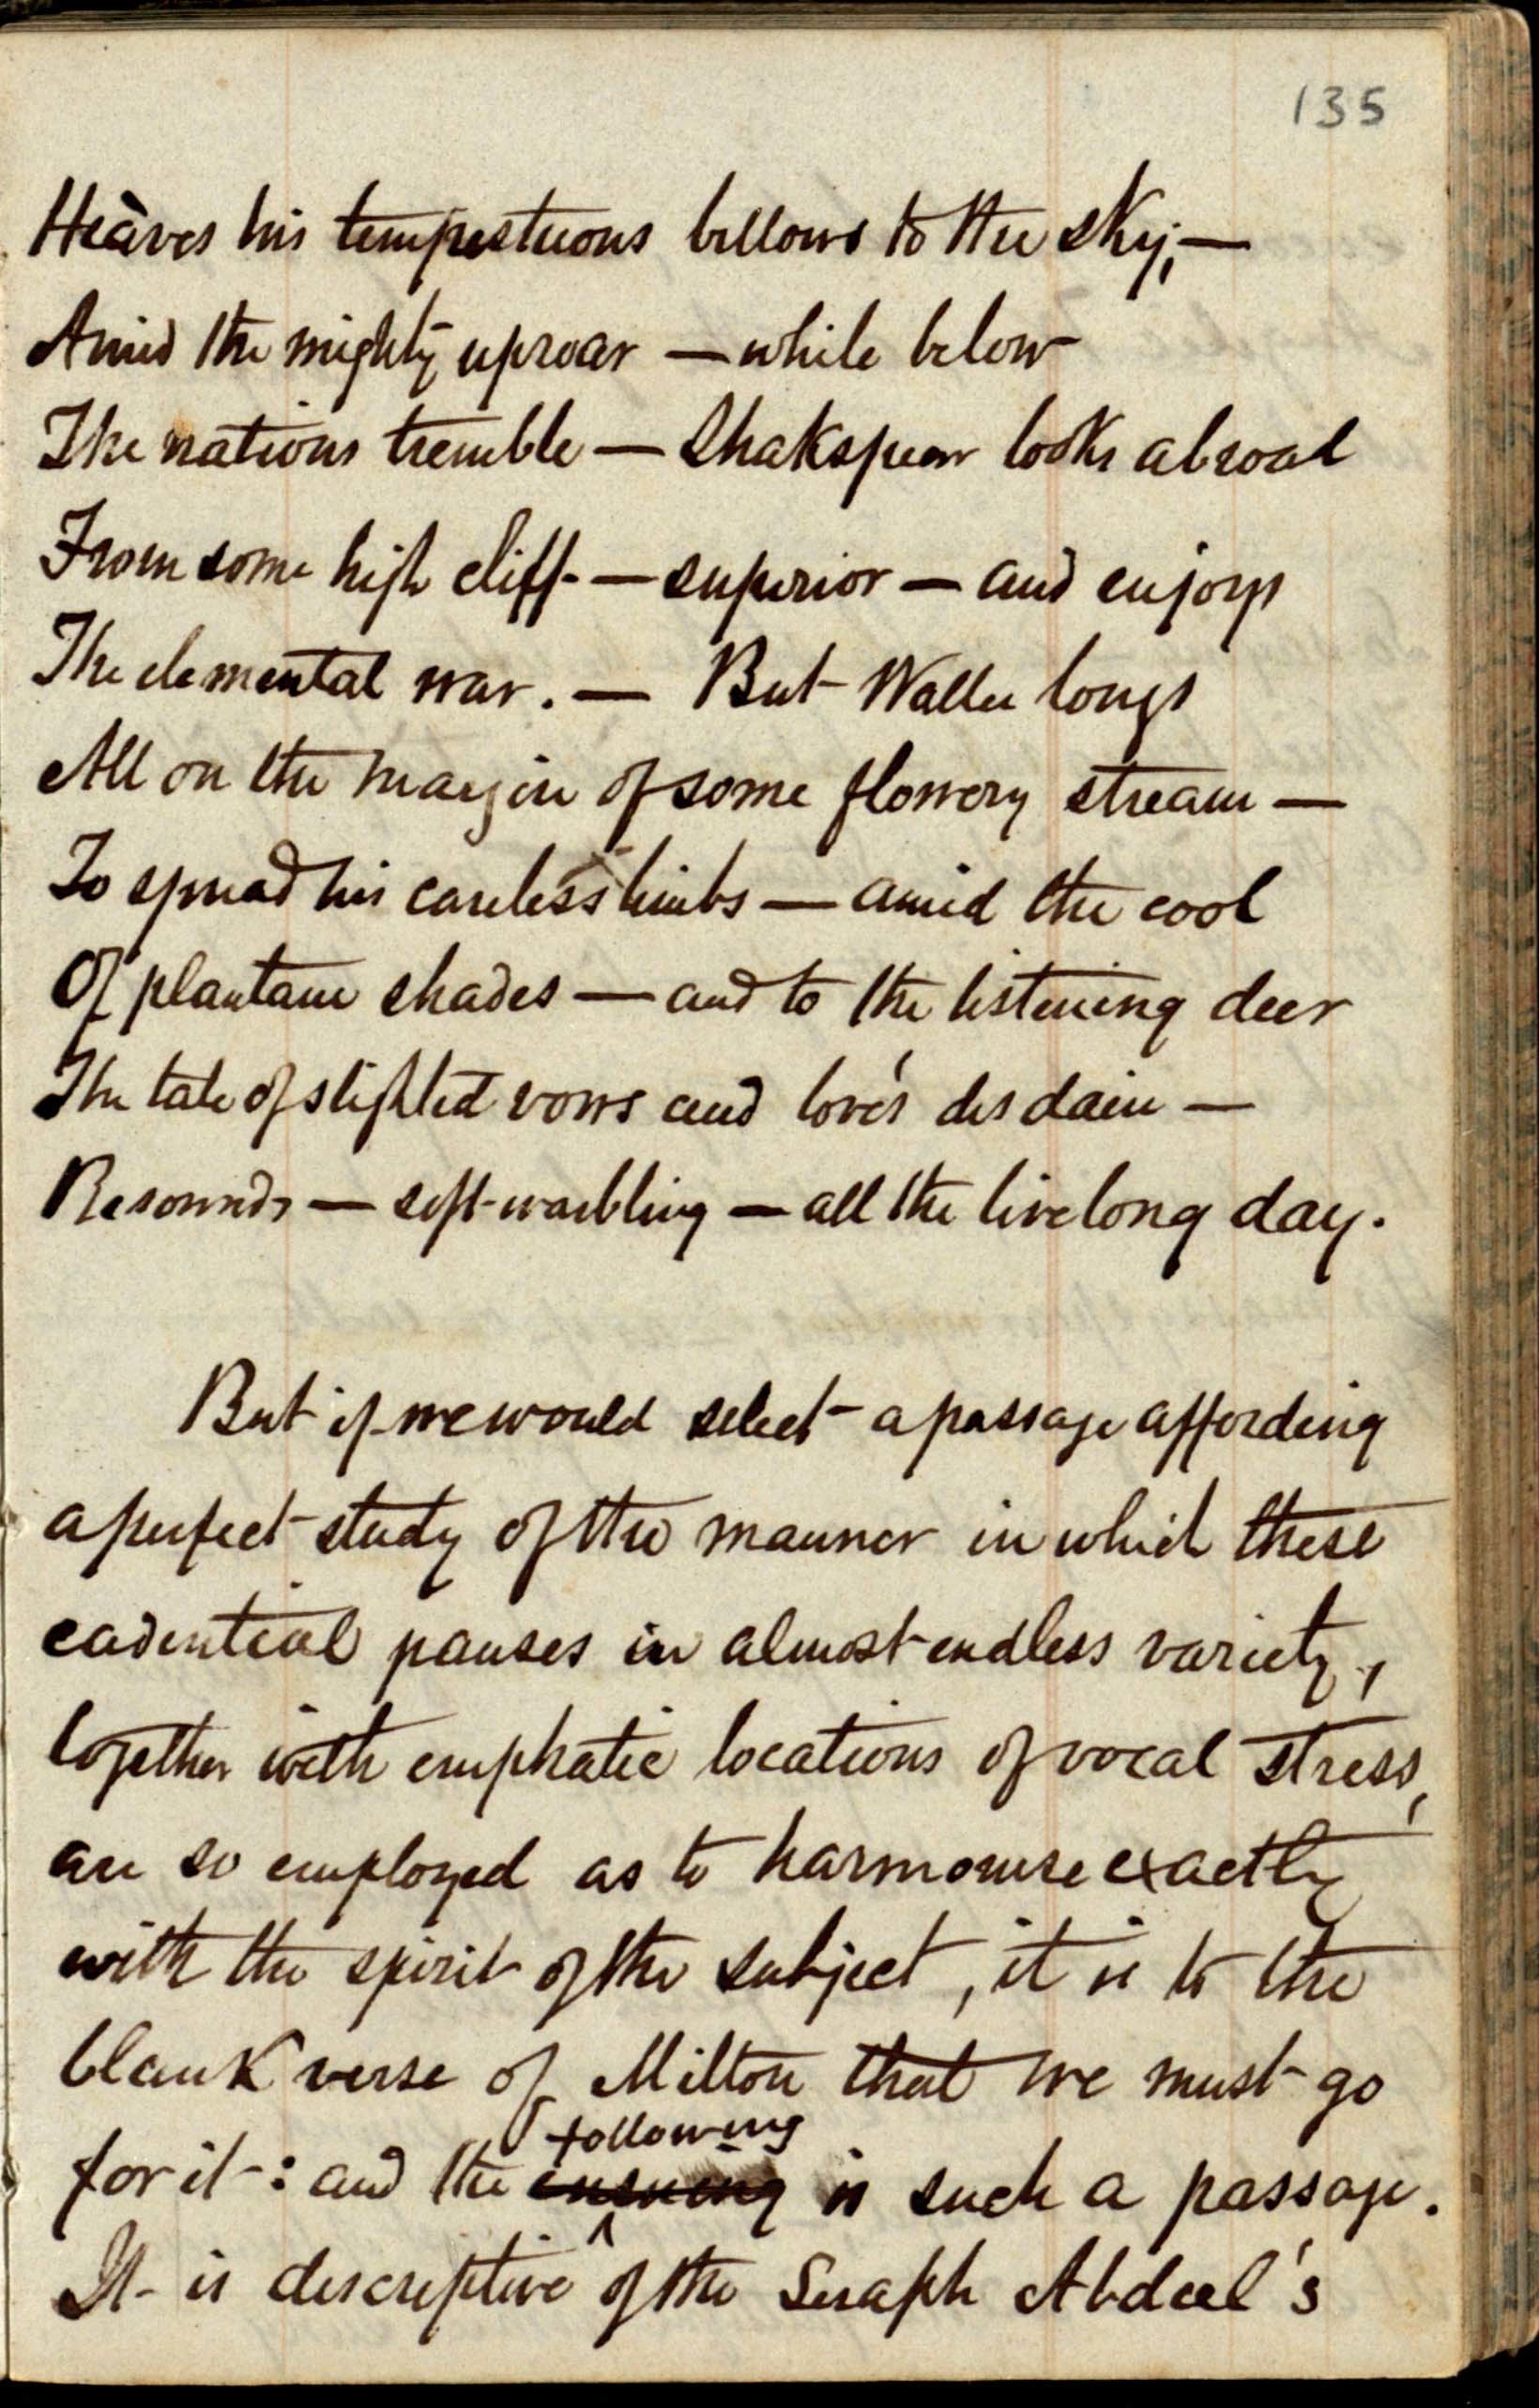 135
Heàves his tempestuous billows to the sky;—
Amid the mighty uproar — while below
The nations tremble — Shakspear looks abroad
From some high cliff — superior — and enjoys
The elemental war. — But Waller longs
All on the margin of some flowery stream —
To spread his careless limbs — amid the cool
Of plantane shades — and to the listening deer
The tale of slighted vows and love's disdain —
Resounds — soft-warbling — all the livelong day.
But if we would select a passage affording
a perfect study of the manner in which these
cadential pauses in almost endless variety,
together with emphatic locations of vocal stress,
are so employed as to harmonise exactly
with the spirit of the subject, it is to the
blank verse of Milton that we must go
following
for it: and the ensuing is such a passage.
It is descriptive of the Seraph Abdeel's